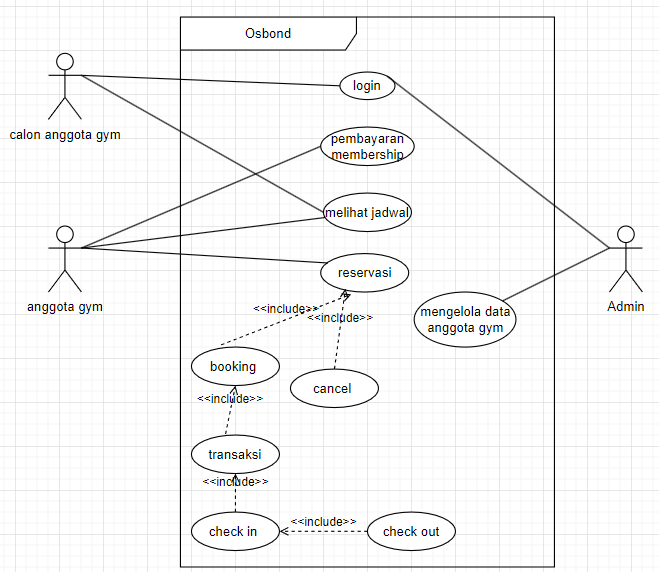 Osbond
login
calon anggota gym
pembayaran
membership
melihat jadwal
anggota gym
reservasi
Admin
<<include>>
<<include>>
mengelola data
anggota gym
booking
cancel
<<include>>
transaksi
<<include>>
<<include>>
check in
check out